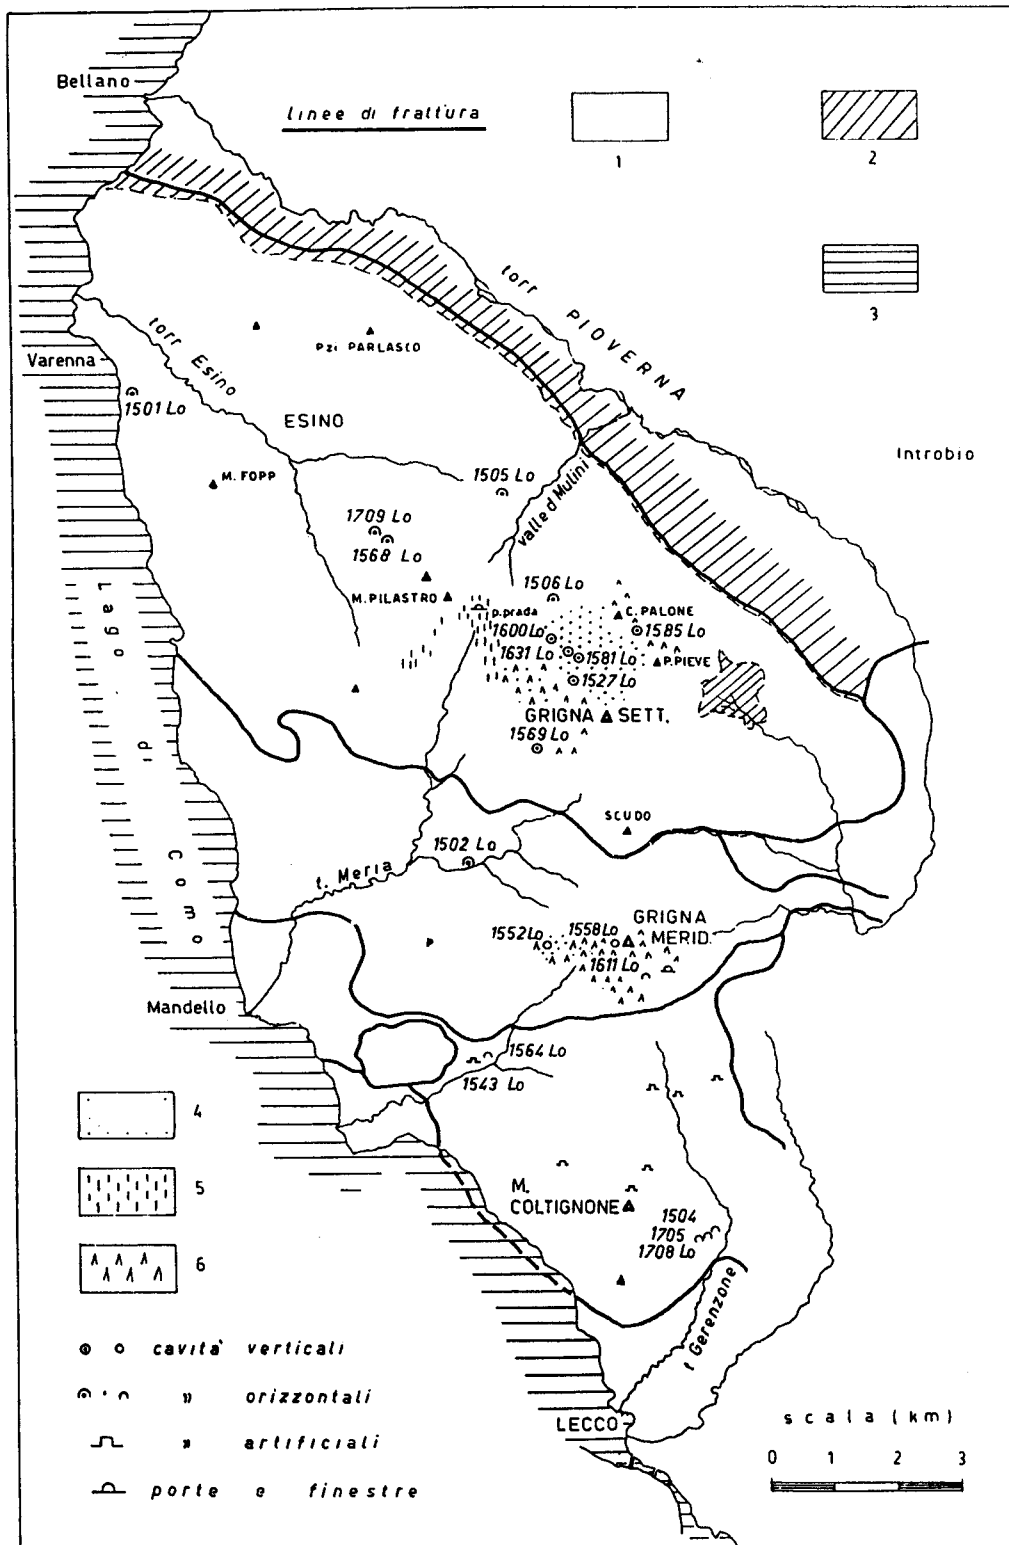 Bellano
linee di frattura
1
2
3
torr PIOVERNA
torr Esino
Pzi PARLASCO
Varenna
1501 Lo
ESINO
Introbio
M. FOPP
1505 Lo
valle d Mulini
1709 Lo
1568 Lo
M. PILASTRO
p. prada
1506 Lo
C. PALONE
1600 Lo
1585 Lo
1631 Lo
1581 Lo
P. PIEVE
1527 Lo
GRIGNA SETT.
1569 Lo
Lago di Como
SCUDO
1502 Lo
t. Meria
GRIGNA
MERID.
1552 Lo
1558 Lo
1611 Lo
Mandello
1564 Lo
1543 Lo
4
5
6
M.
COLTIGNONE
1504
1705
1708 Lo
t Gerenzone
cavita' verticali
" orizzontali
" artificiali
porte e finestre
LECCO
scala (km)
0 1 2 3